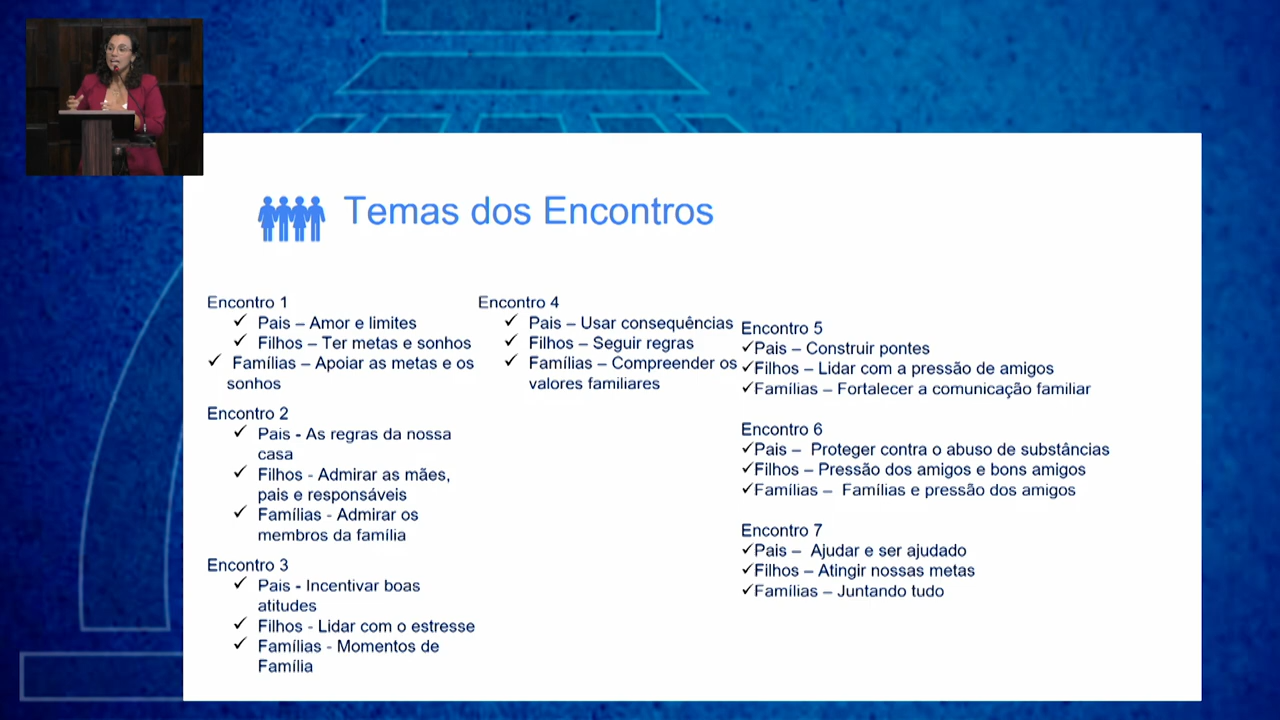 Temas dos Encontros
Encontro 1
✓ Pais – Amor e limites
✓ Filhos – Ter metas e sonhos
✓ Famílias – Apoiar as metas e os
sonhos
Encontro 2
✓ Pais - As regras da nossa
casa
✓ Filhos - Admirar as mães,
pais e responsáveis
✓ Famílias - Admirar os
membros da família
Encontro 3
✓ Pais - Incentivar boas
atitudes
✓ Filhos - Lidar com o estresse
✓ Famílias - Momentos de
Família
Encontro 4
✓ Pais – Usar consequências
✓ Filhos – Seguir regras
✓ Famílias – Compreender os
valores familiares
Encontro 5
✓Pais – Construir pontes
✓Filhos – Lidar com a pressão de amigos
✓Famílias – Fortalecer a comunicação familiar
Encontro 6
✓Pais – Proteger contra o abuso de substâncias
✓Filhos – Pressão dos amigos e bons amigos
✓Famílias – Famílias e pressão dos amigos
Encontro 7
✓Pais – Ajudar e ser ajudado
✓Filhos – Atingir nossas metas
✓Famílias – Juntando tudo